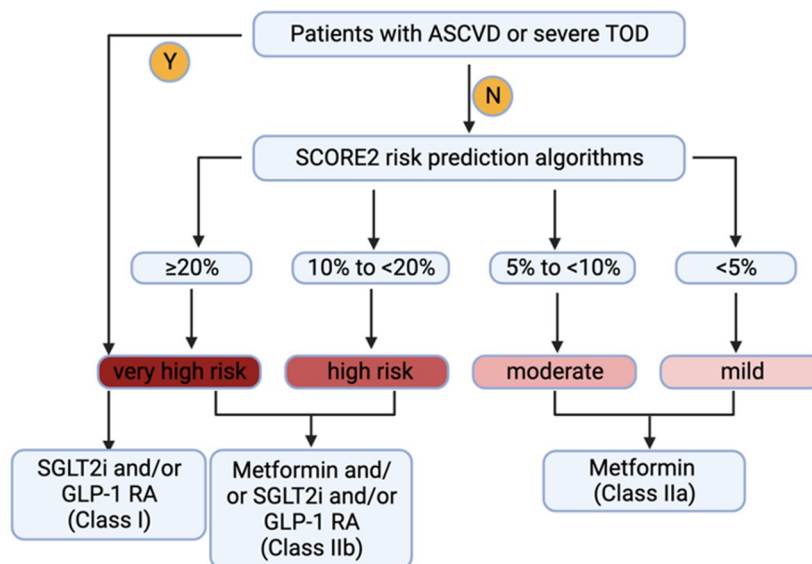 Patients with ASCVD or severe TOD
Y
N
SCORE2 risk prediction algorithms
≥20%
10% to <20%
5% to <10%
<5%
very high risk
high risk
moderate
mild
SGLT2i and/or
GLP-1 RA
(Class I)
Metformin and/
or SGLT2i and/or
GLP-1 RA
(Class IIb)
Metformin
(Class IIa)